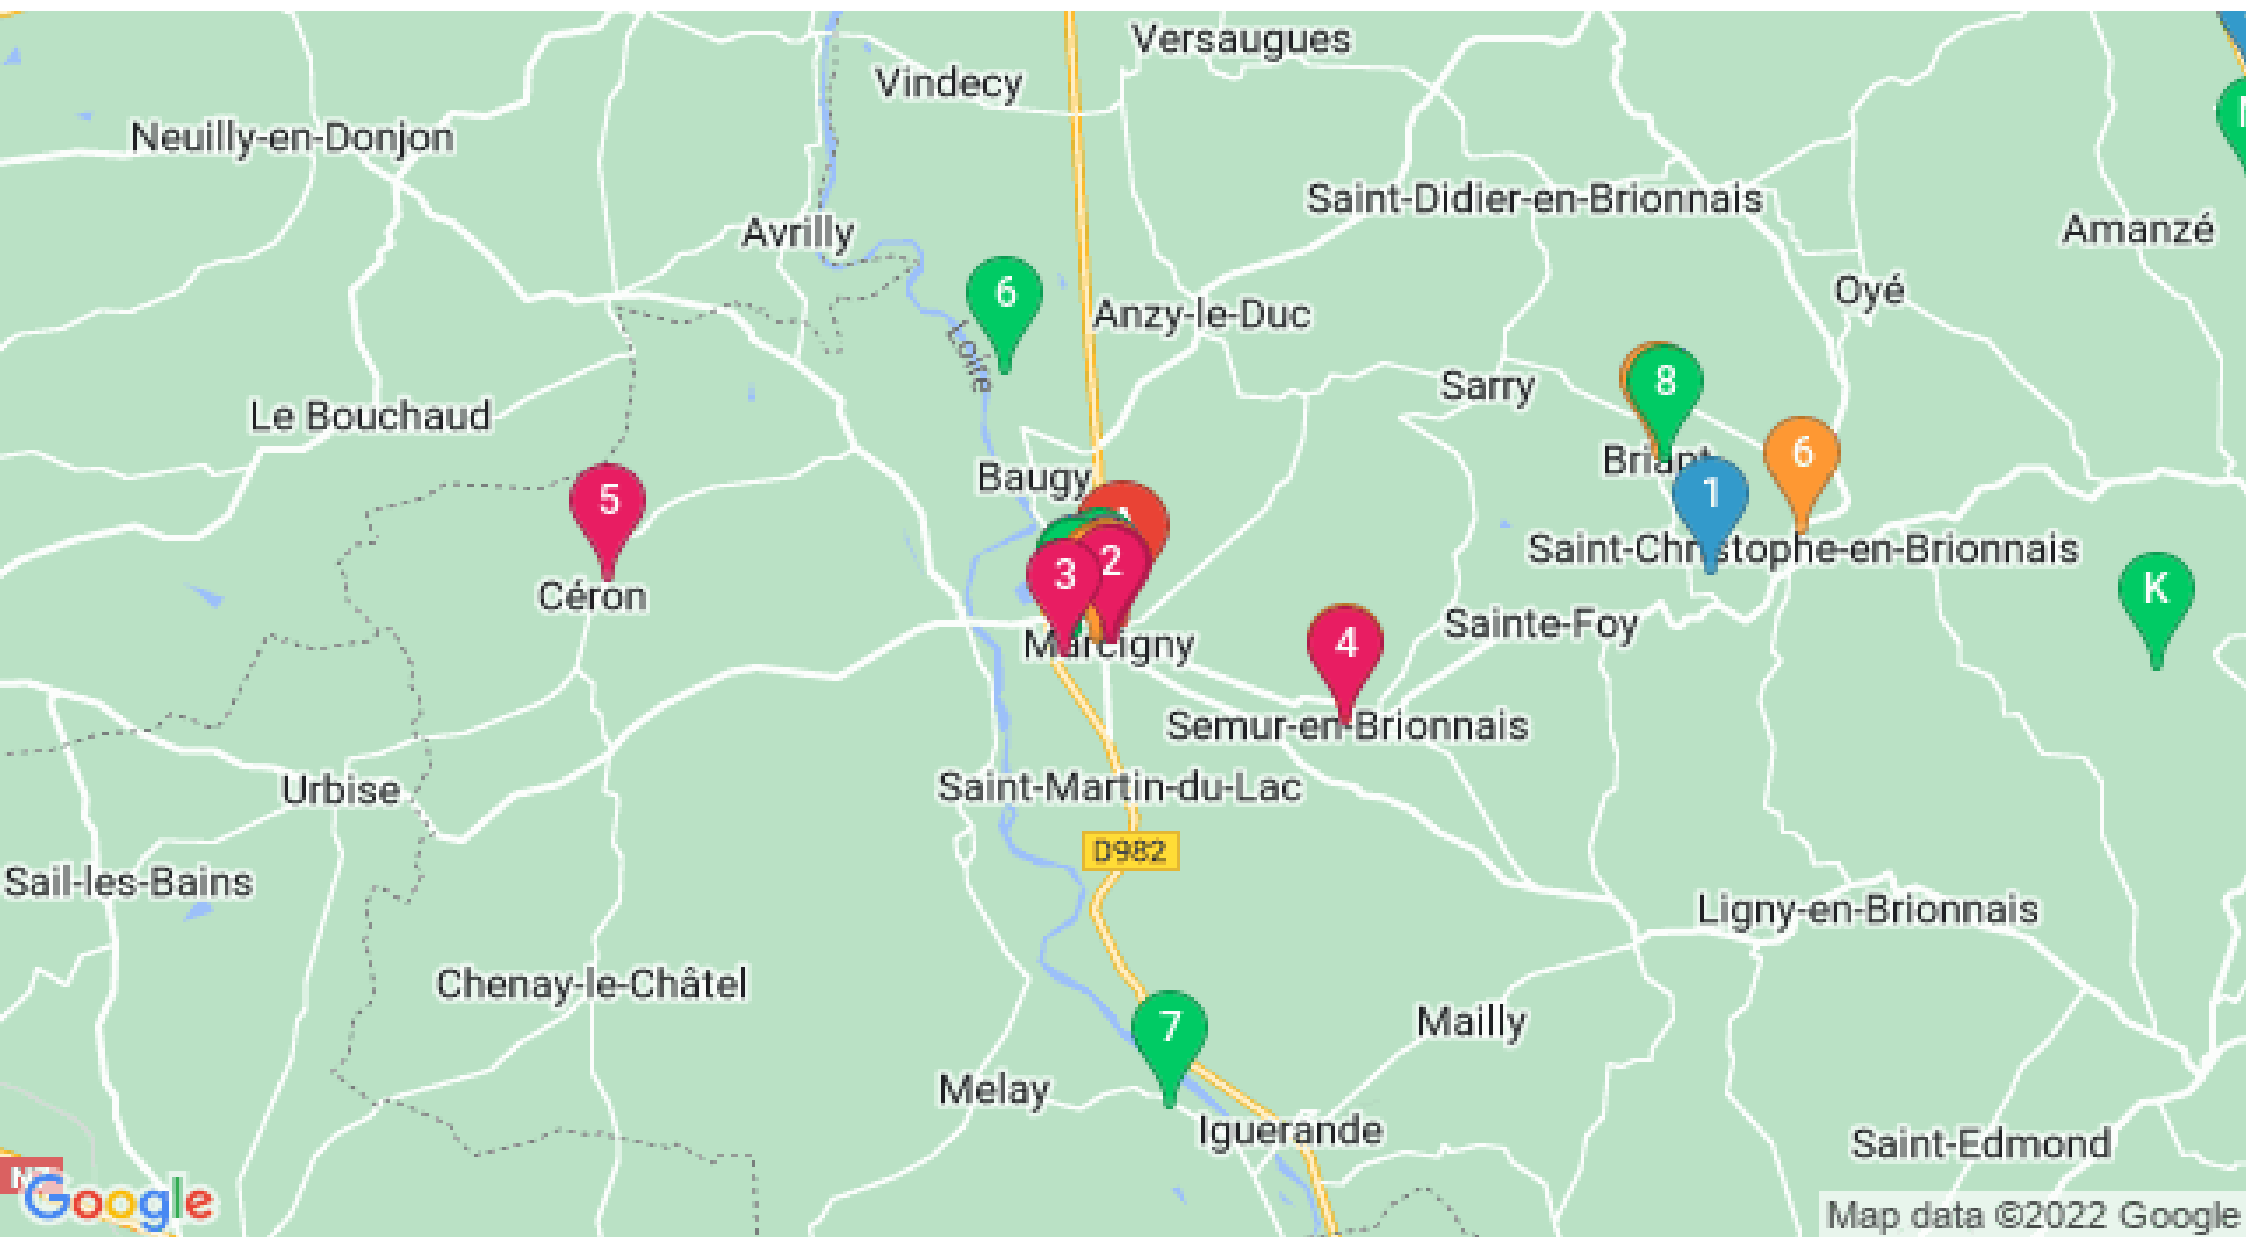 Versaugues
Vindecy
Neuilly-en-Donjon
Saint-Didier-en-Brionnais
Amanzé
Avrilly
6
Oyé
Anzy-le-Duc
Loire
8
Sarry
Le Bouchaud
6
Briant
Baugy
1
5
Saint-Christophe-en-Brionnais
2
3
K
Céron
Sainte-Foy
4
Marcigny
Semur-en-Brionnais
Saint-Martin-du-Lac
Urbise
D982
Sail-les-Bains
Ligny-en-Brionnais
Chenay-le-Châtel
Mailly
7
Melay
Iguerande
Saint-Edmond
Google
Map data ©2022 Google